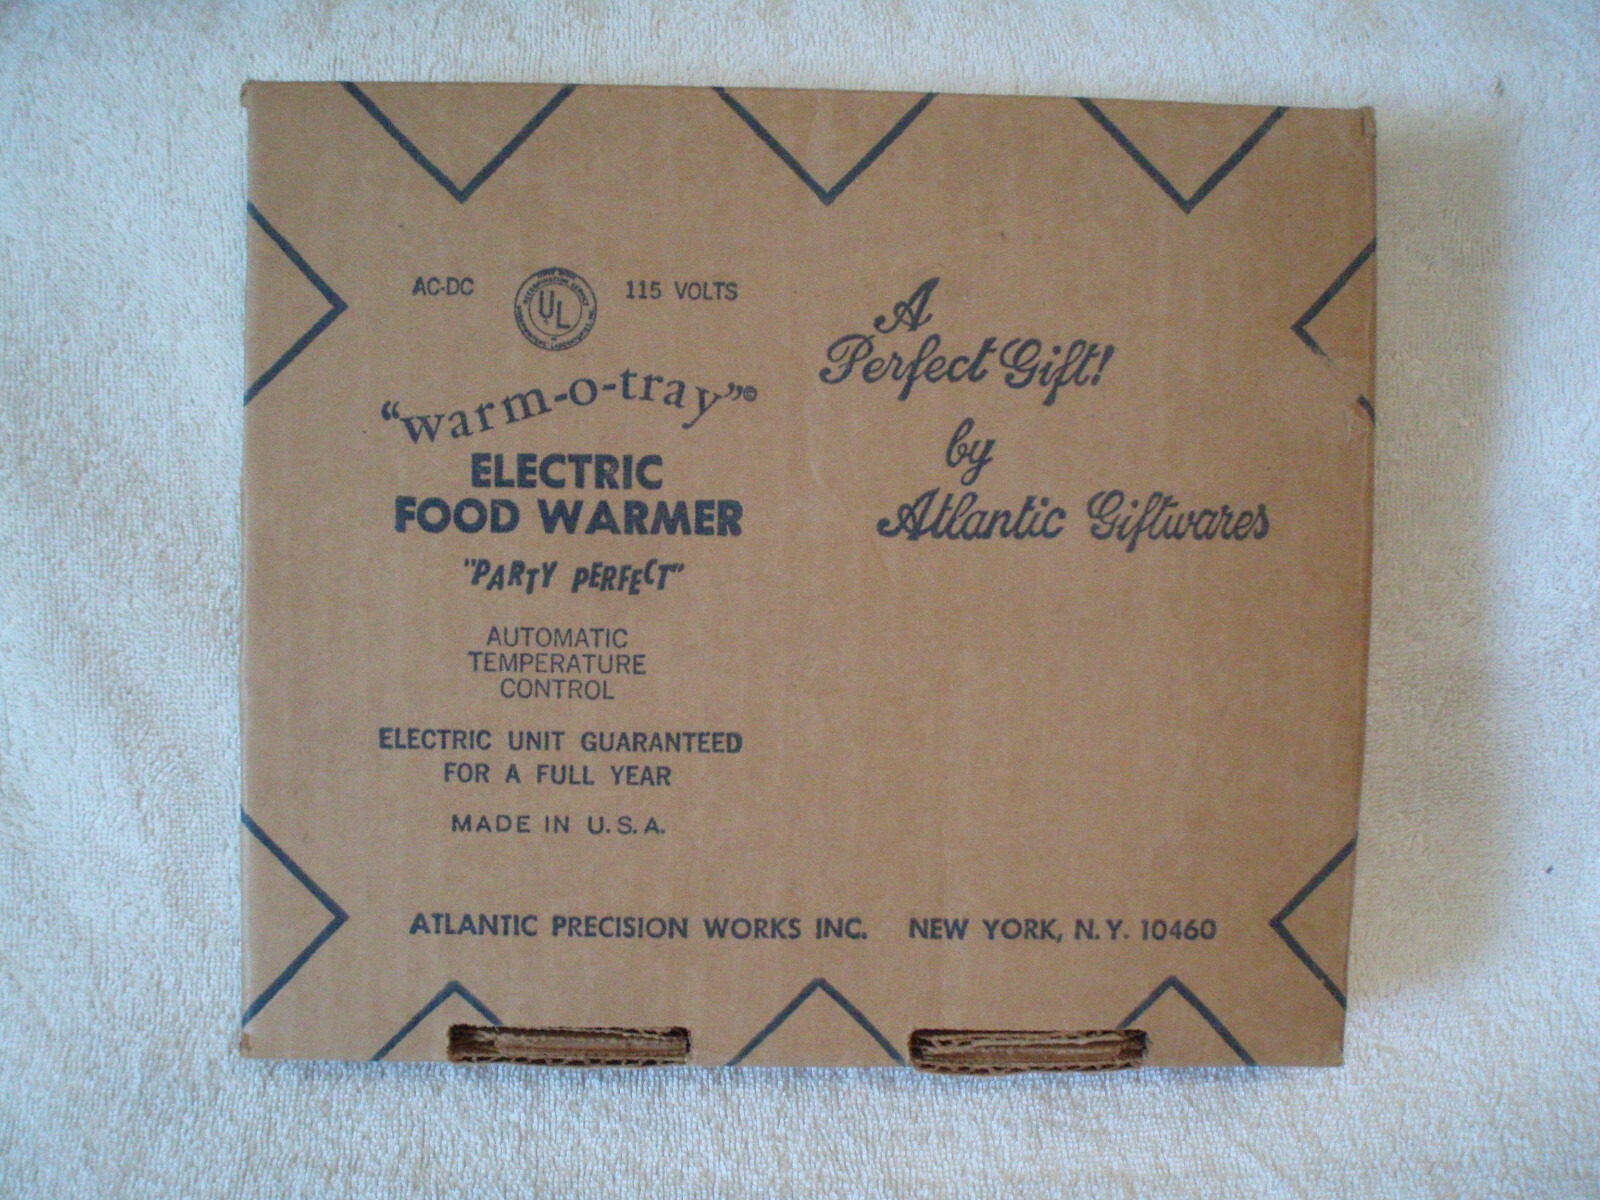 AC-DC UL 115 VOLTS
"warm-o-tray"©
ELECTRIC
FOOD WARMER
"PARTY PERFECT"
AUTOMATIC
TEMPERATURE
CONTROL
ELECTRIC UNIT GUARANTEED
FOR A FULL YEAR
MADE IN U.S.A.
A
Perfect Gift!
by
Atlantic Giftwares
ATLANTIC PRECISION WORKS INC. NEW YORK, N.Y. 10460